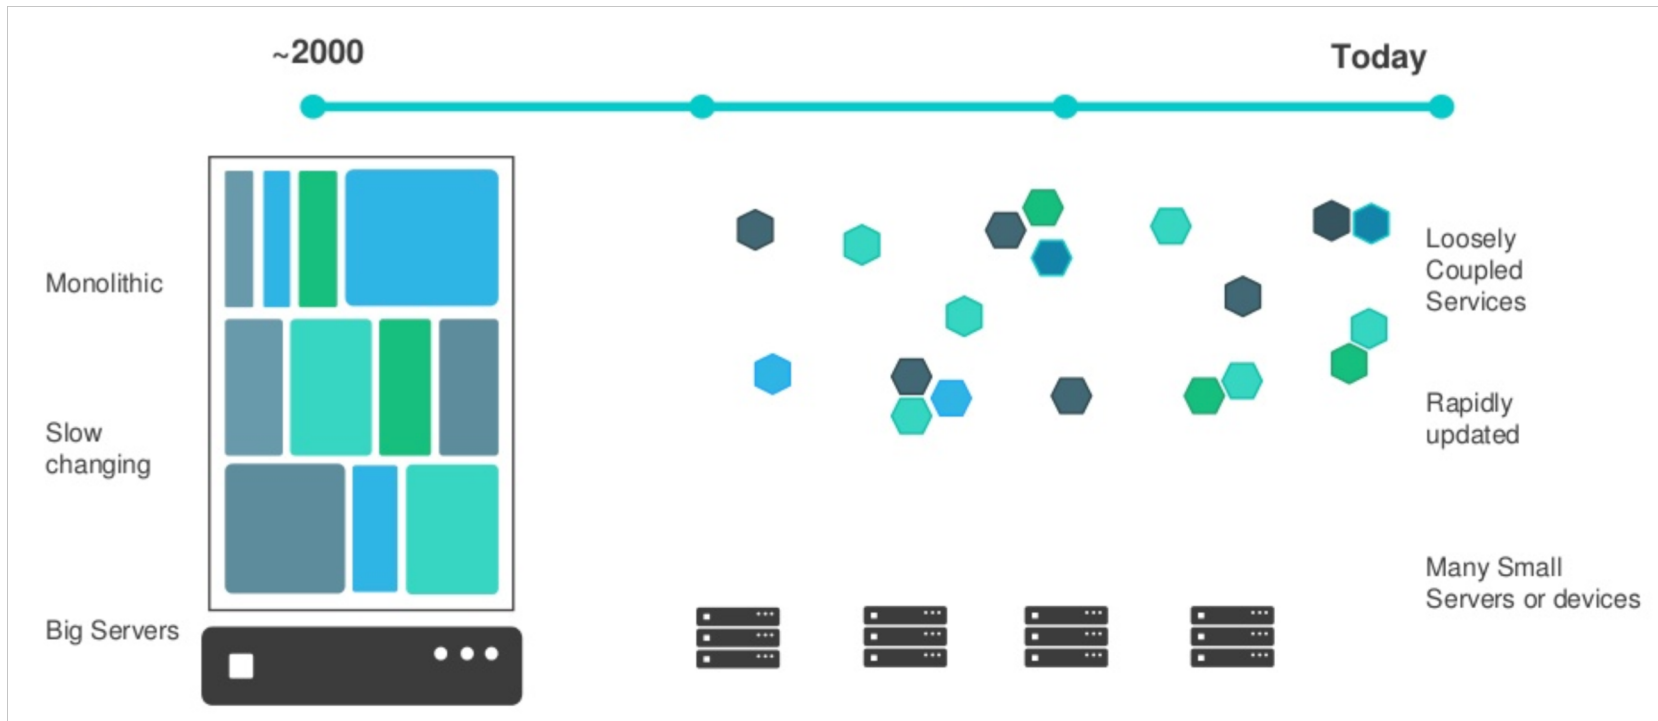 ~2000
Today
Monolithic
Slow
changing
Big Servers
Loosely
Coupled
Services
Rapidly
updated
Many Small
Servers or devices